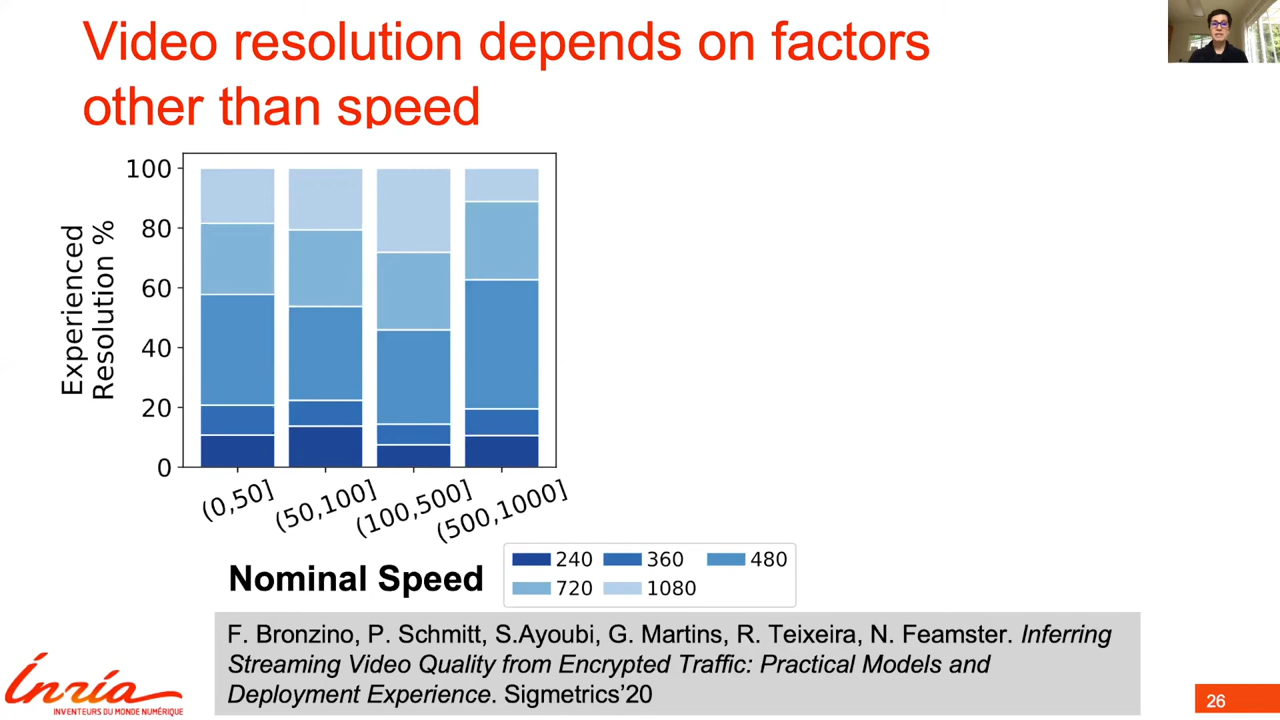 Video resolution depends on factors
other than speed
Experienced
Resolution %
100
80
60
40
20
0
(0,50]
(50,100]
(100,500]
(500,1000]
Nominal Speed
240 360 480
720 1080
F. Bronzino, P. Schmitt, S.Ayoubi, G. Martins, R. Teixeira, N. Feamster. Inferring
Streaming Video Quality from Encrypted Traffic: Practical Models and
Deployment Experience. Sigmetrics’20
Inria
INVENTEURS DU MONDE NUMÉRIQUE
26